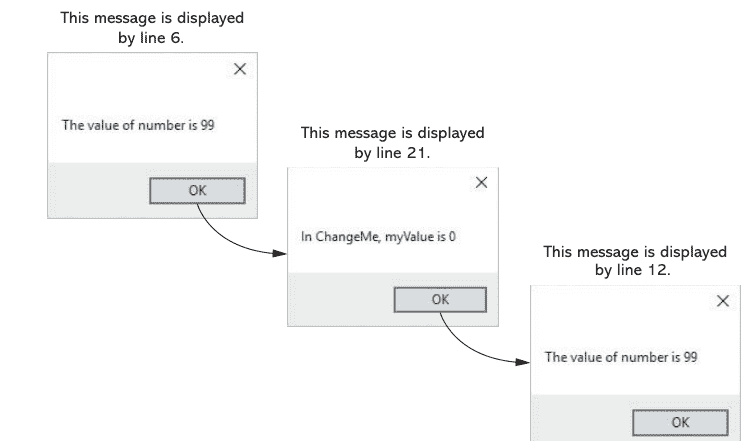 This message is displayed
by line 6.
The value of number is 99
OK
This message is displayed
by line 21.
In ChangeMe, myValue is 0
OK
This message is displayed
by line 12.
The value of number is 99
OK